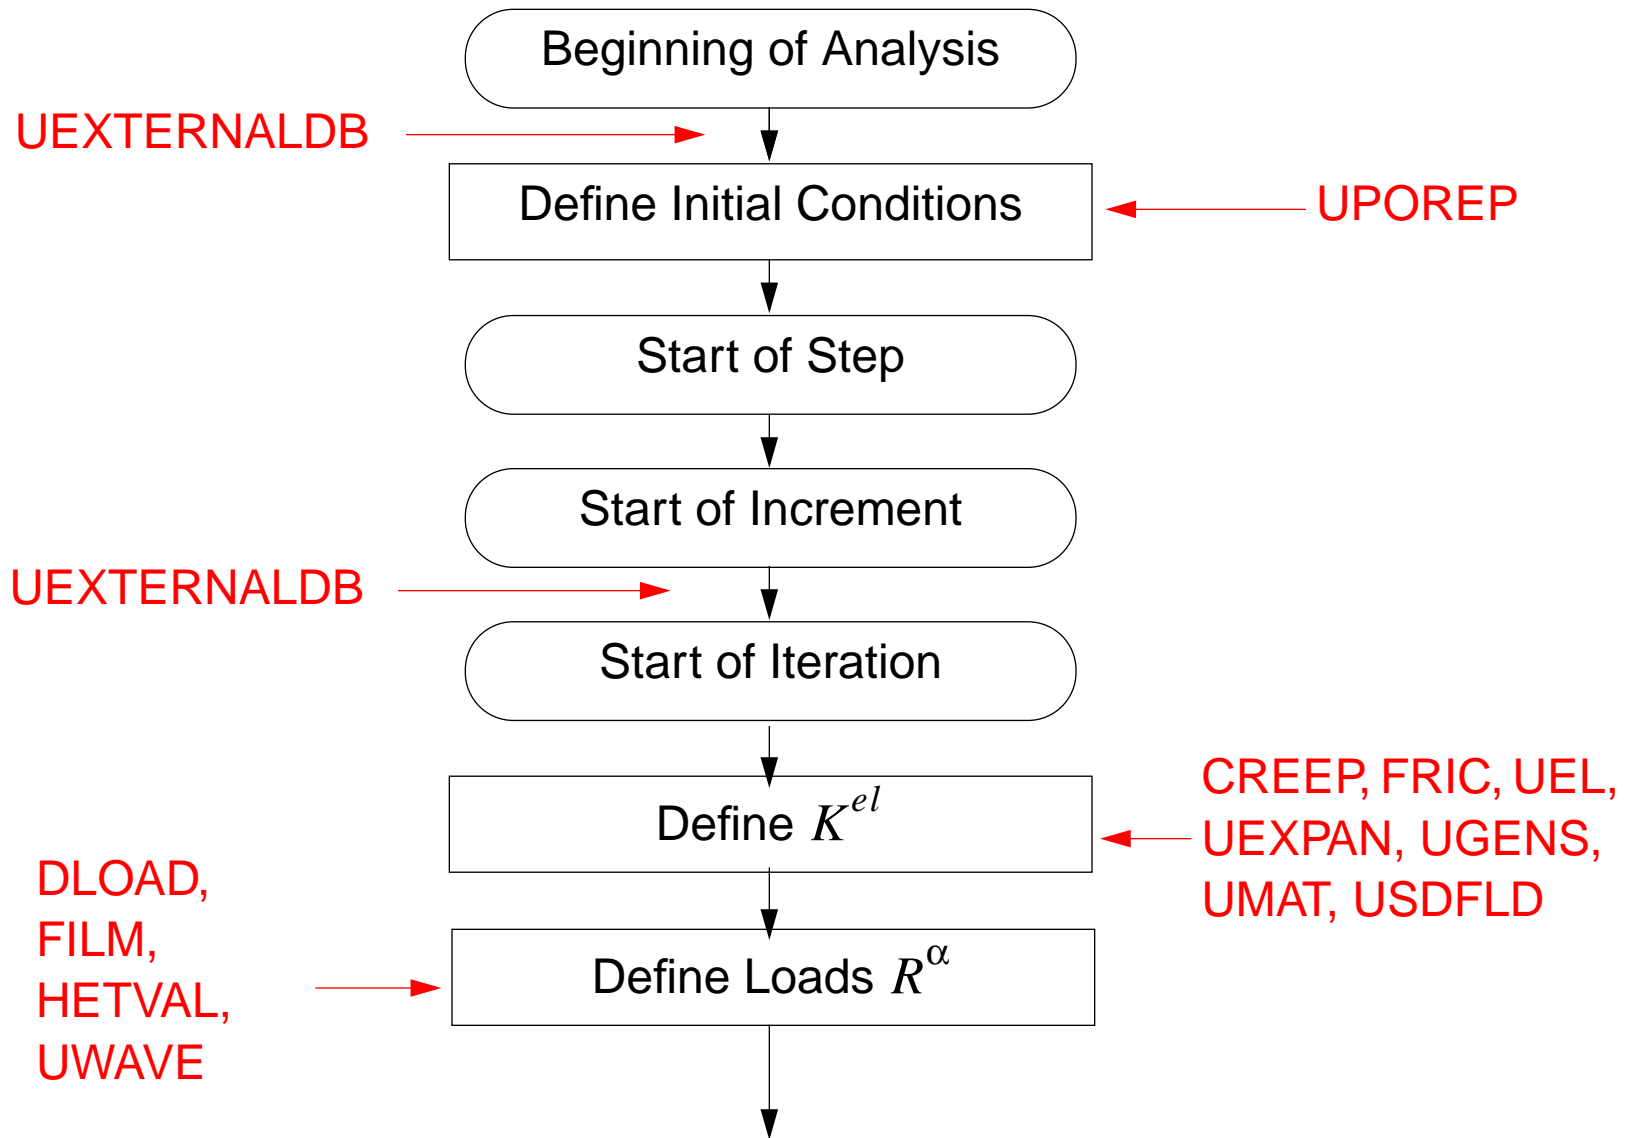 Beginning of Analysis
UEXTERNALDB
Define Initial Conditions
UPOREP
Start of Step
Start of Increment
UEXTERNALDB
Start of Iteration
Define K^el
CREEP, FRIC, UEL,
UEXPAN, UGENS,
UMAT, USDFLD
DLOAD,
FILM,
HETVAL,
UWAVE
Define Loads R^α